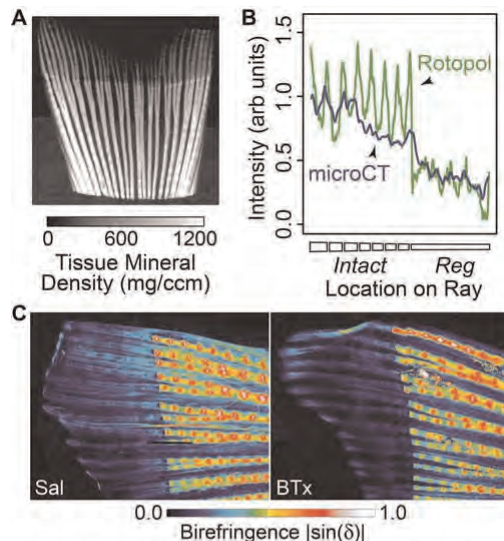 A
0 600 1200
Tissue Mineral
Density (mg/ccm)
B
Intensity (arb units)
1.5
1.0
0.5
0.0
Rotopol
microCT
Intact Reg
Location on Ray
C
Sal
BTx
0.0 1.0
Birefringence |sin(δ)|